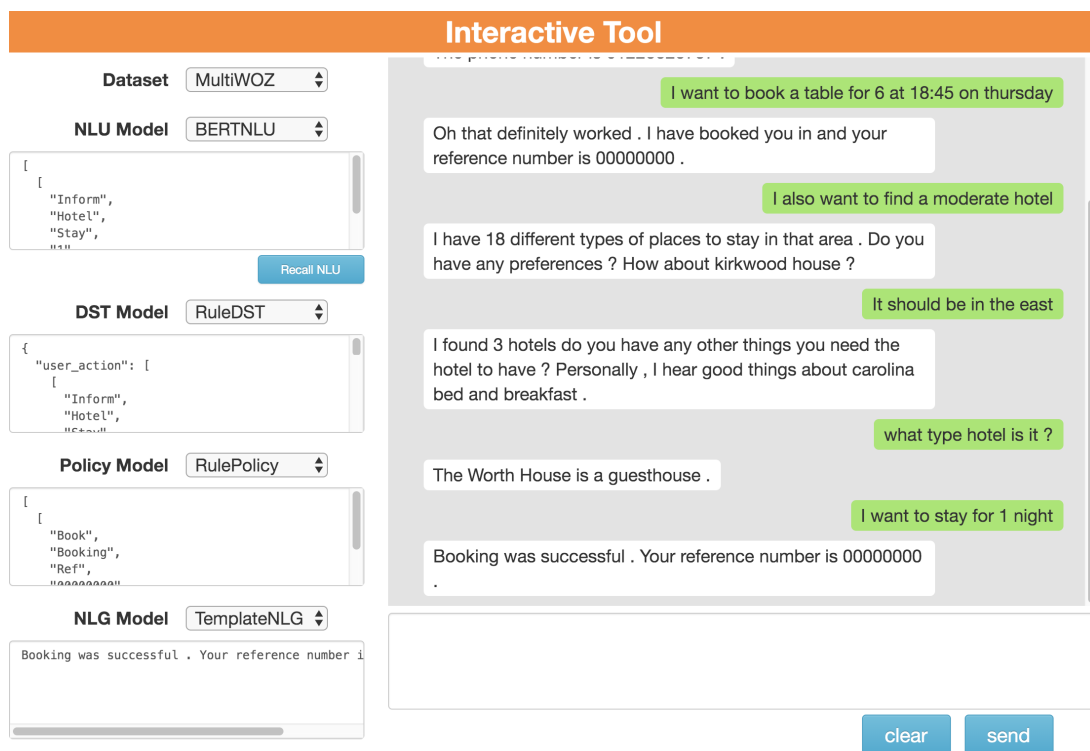 Interactive Tool
Dataset
MultiWOZ
NLU Model
BERTNLU
[
[
"Inform",
"Hotel",
"Stay",
"1"
Recall NLU
DST Model
RuleDST
{
"user_action": [
[
"Inform",
"Hotel",
"Stay",
Policy Model
RulePolicy
[
[
"Book",
"Booking",
"Ref",
"00000000"
NLG Model
TemplateNLG
Booking was successful . Your reference number i
I want to book a table for 6 at 18:45 on thursday
Oh that definitely worked . I have booked you in and your
reference number is 00000000 .
I also want to find a moderate hotel
I have 18 different types of places to stay in that area . Do you
have any preferences ? How about kirkwood house ?
It should be in the east
I found 3 hotels do you have any other things you need the
hotel to have ? Personally , I hear good things about carolina
bed and breakfast .
what type hotel is it ?
The Worth House is a guesthouse .
I want to stay for 1 night
Booking was successful . Your reference number is 00000000
.
clear
send